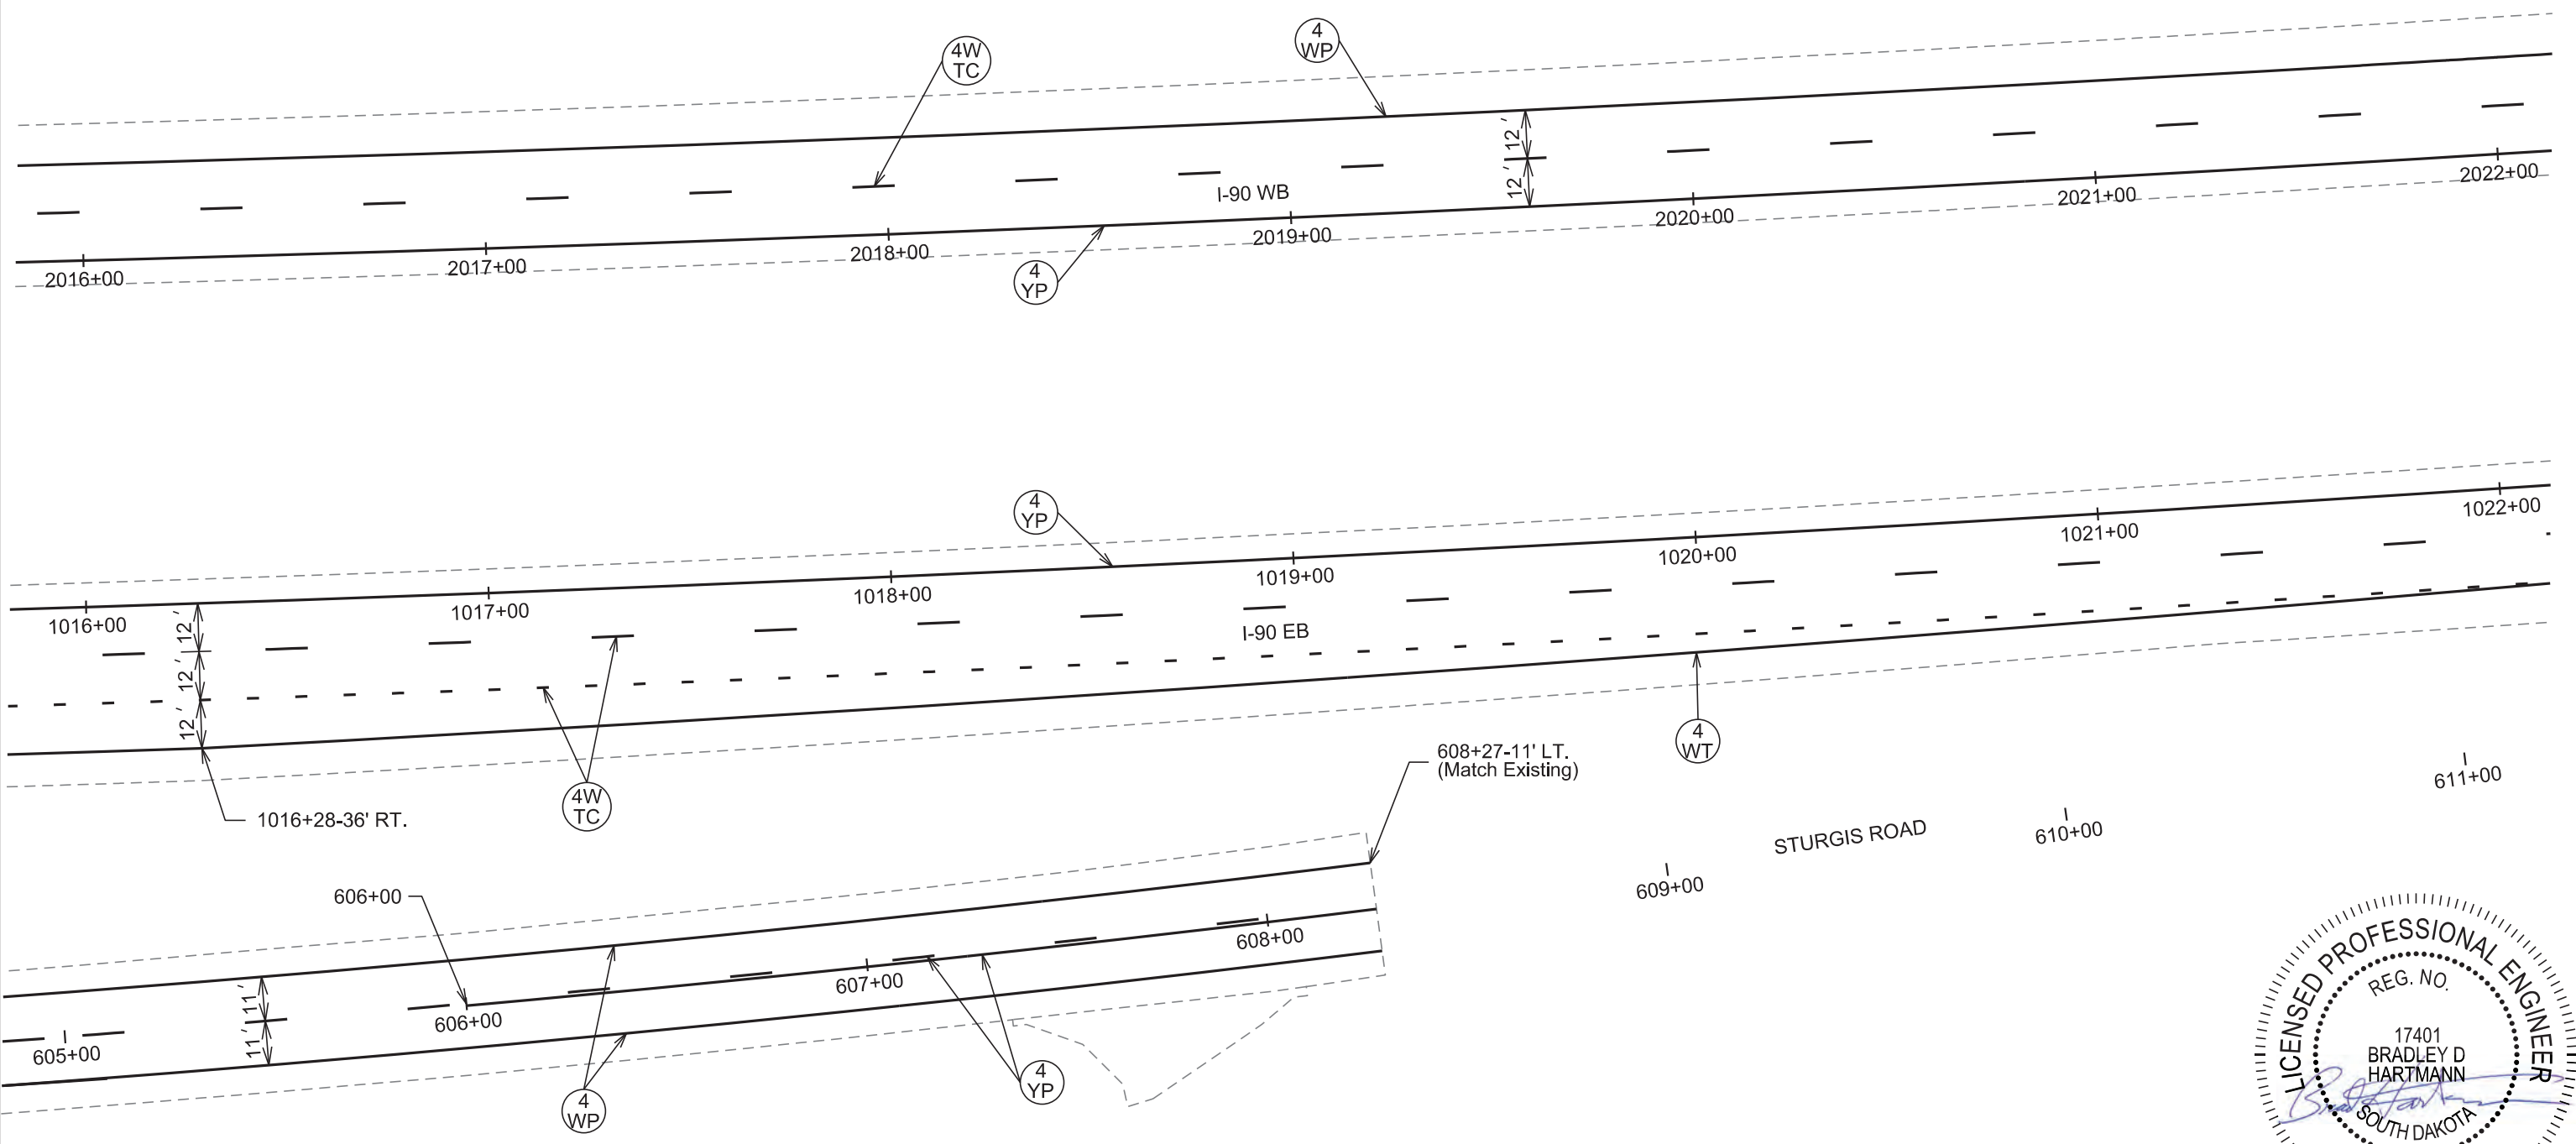 4W
TC
4
WP
12 '
12 '
I-90 WB
2016+00
2017+00
2018+00
2019+00
2020+00
2021+00
2022+00
4
YP
4
YP
1016+00
1017+00
1018+00
1019+00
1020+00
1021+00
1022+00
12 '
12 '
12 '
I-90 EB
4
WT
4W
TC
1016+28-36' RT.
608+27-11' LT.
(Match Existing)
STURGIS ROAD
609+00
610+00
611+00
606+00
11 '
11 '
605+00
606+00
607+00
608+00
4
WP
4
YP
LICENSED PROFESSIONAL ENGINEER
REG. NO.
17401
BRADLEY D
HARTMANN
SOUTH DAKOTA